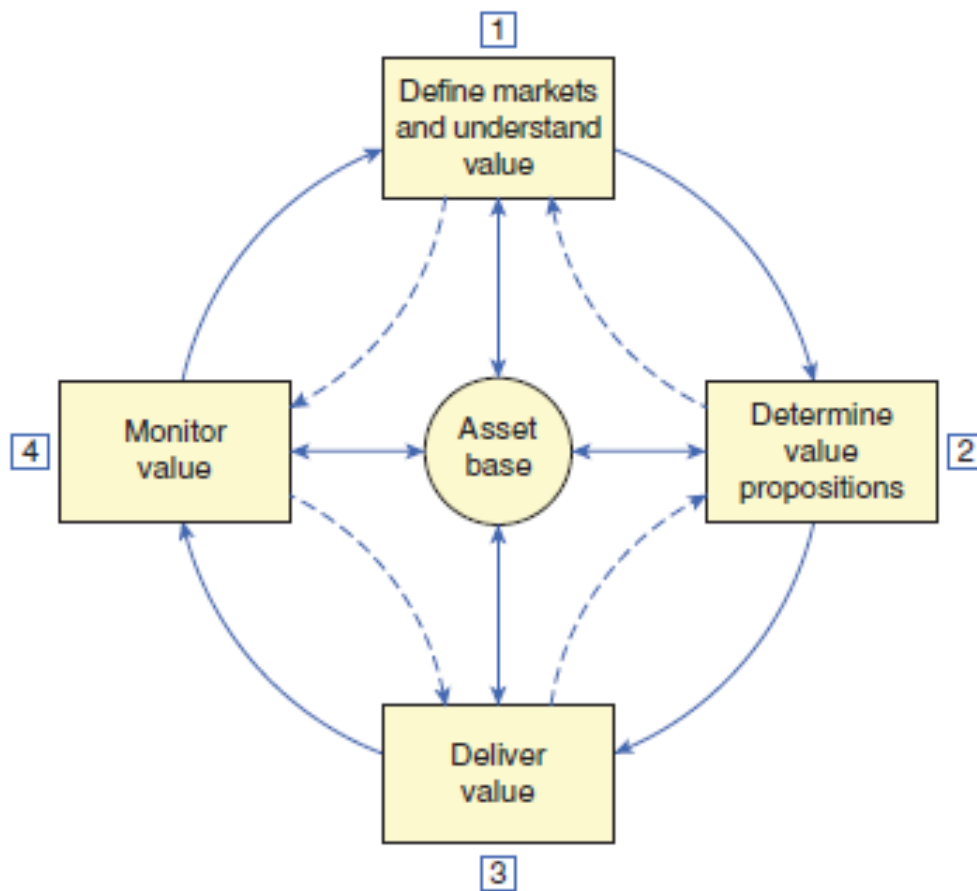 1
Define markets
and understand
value
4
Monitor
value
Asset
base
Determine
value
propositions
2
Deliver
value
3